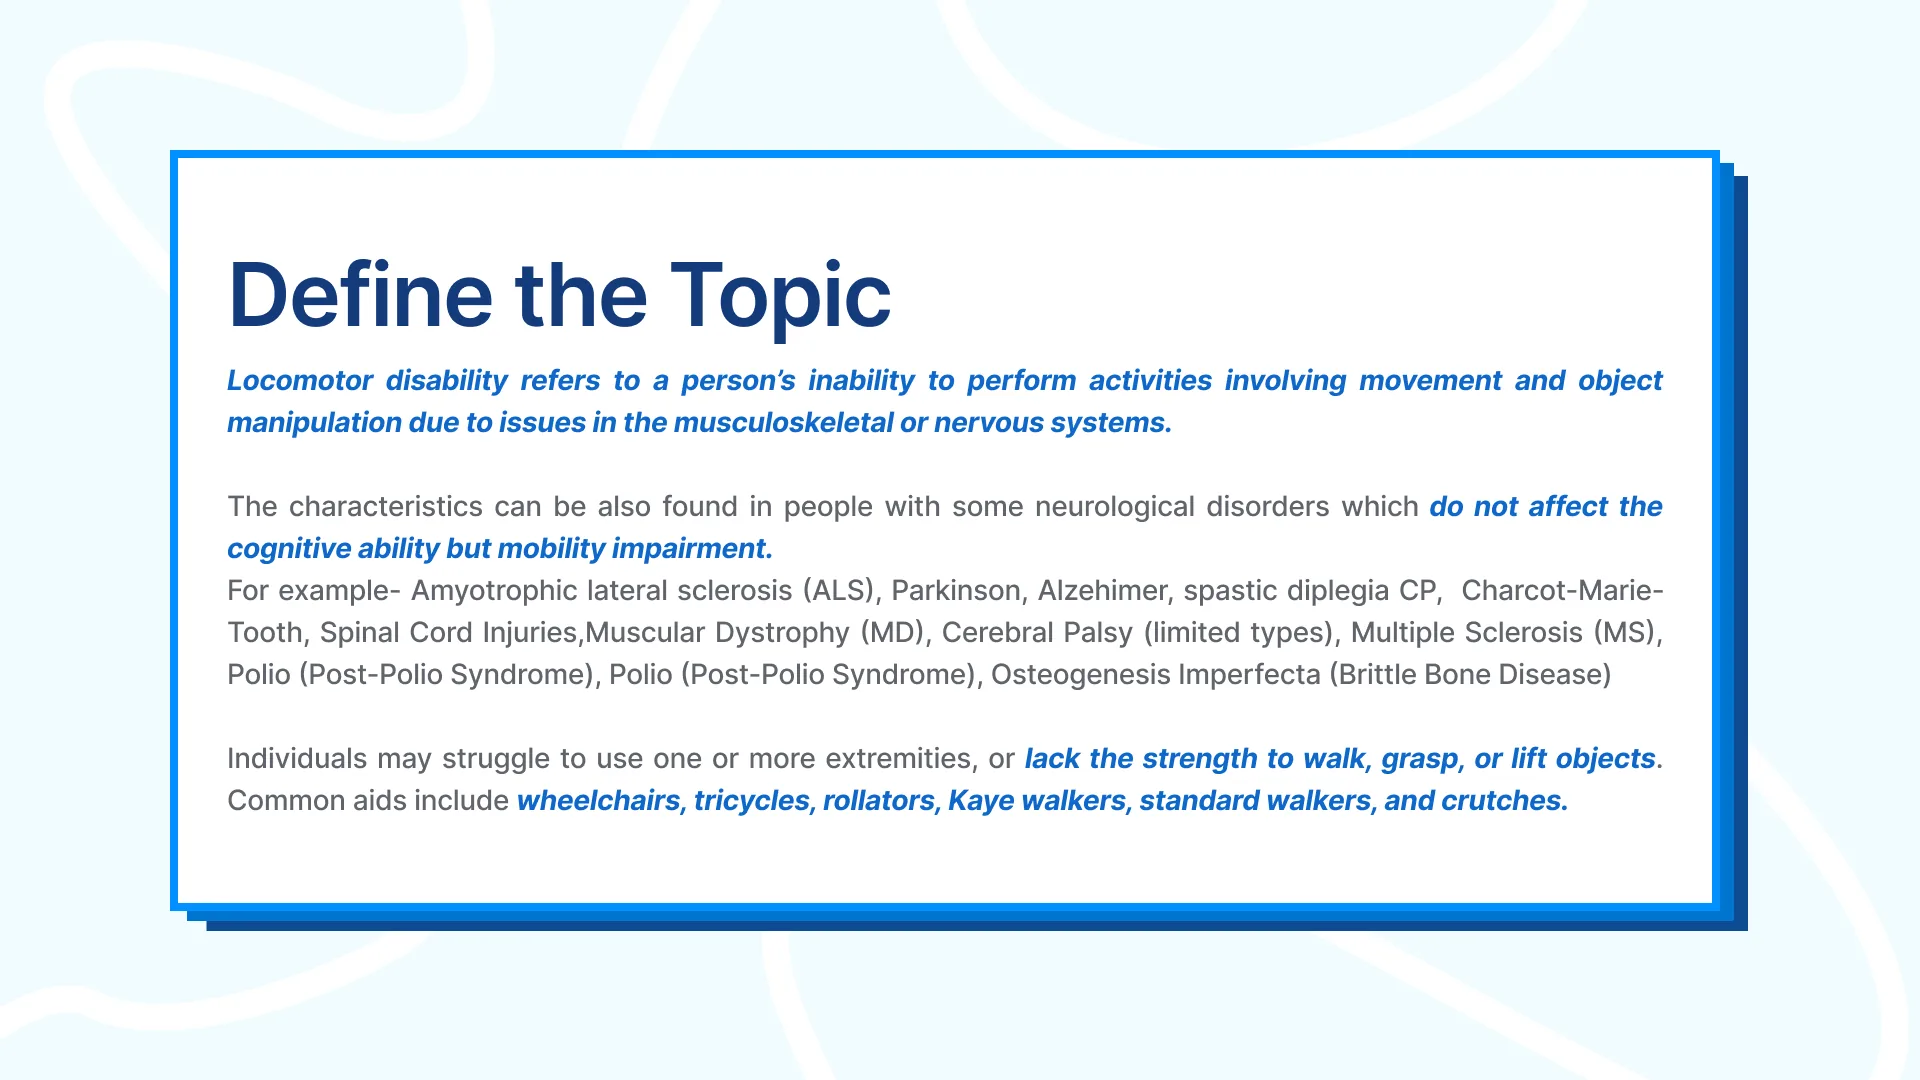 Define the Topic
Locomotor disability refers to a person’s inability to perform activities involving movement and object
manipulation due to issues in the musculoskeletal or nervous systems.
The characteristics can be also found in people with some neurological disorders which do not affect the
cognitive ability but mobility impairment.
For example- Amyotrophic lateral sclerosis (ALS), Parkinson, Alzehimer, spastic diplegia CP,  Charcot-Marie-
Tooth, Spinal Cord Injuries,Muscular Dystrophy (MD), Cerebral Palsy (limited types), Multiple Sclerosis (MS),
Polio (Post-Polio Syndrome), Polio (Post-Polio Syndrome), Osteogenesis Imperfecta (Brittle Bone Disease)
Individuals may struggle to use one or more extremities, or lack the strength to walk, grasp, or lift objects.
Common aids include wheelchairs, tricycles, rollators, Kaye walkers, standard walkers, and crutches.